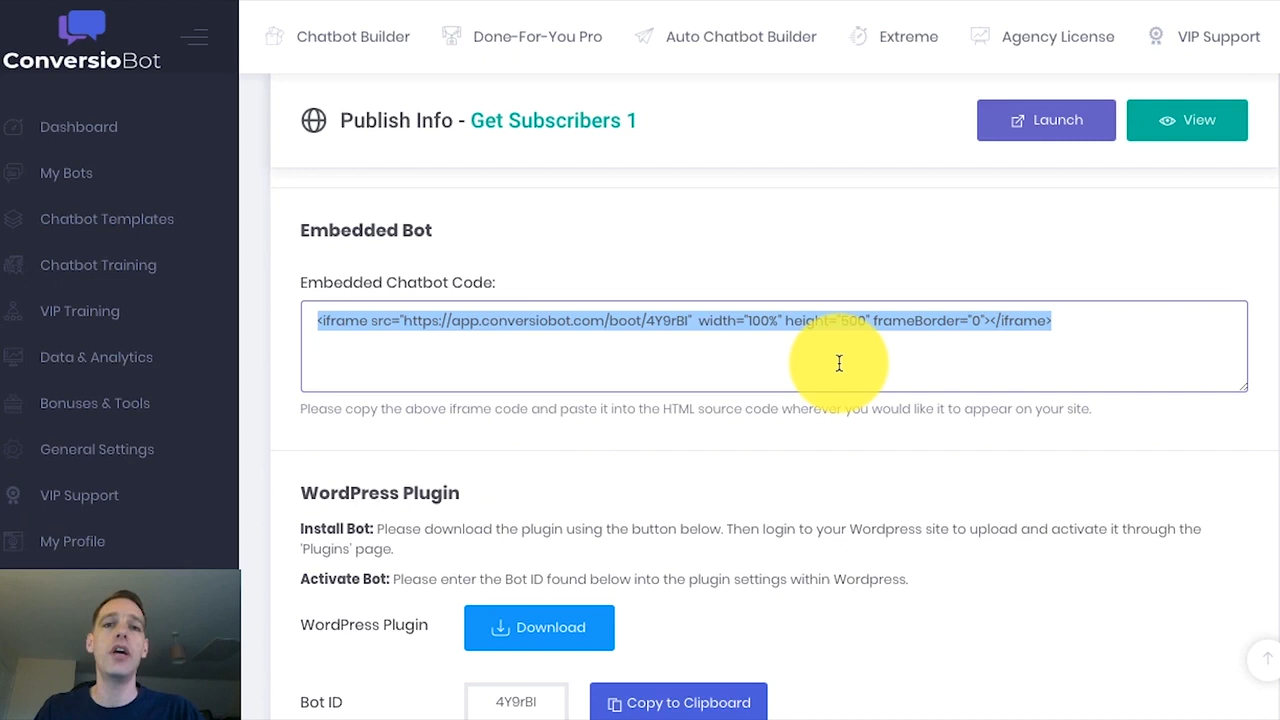 ConversioBot
Chatbot Builder
Done-For-You Pro
Auto Chatbot Builder
Extreme
Agency License
VIP Support
Dashboard
My Bots
Chatbot Templates
Chatbot Training
VIP Training
Data & Analytics
Bonuses & Tools
General Settings
VIP Support
My Profile
Publish Info - Get Subscribers 1
Launch
View
Embedded Bot
Embedded Chatbot Code:
<iframe src="https://app.conversiobot.com/boot/4Y9rBI" width="100%" height="500" frameBorder="0"></iframe>
Please copy the above iframe code and paste it into the HTML source code wherever you would like it to appear on your site.
WordPress Plugin
Install Bot: Please download the plugin using the button below. Then login to your Wordpress site to upload and activate it through the
'Plugins' page.
Activate Bot: Please enter the Bot ID found below into the plugin settings within Wordpress.
WordPress Plugin
Download
Bot ID
4Y9rBI
Copy to Clipboard